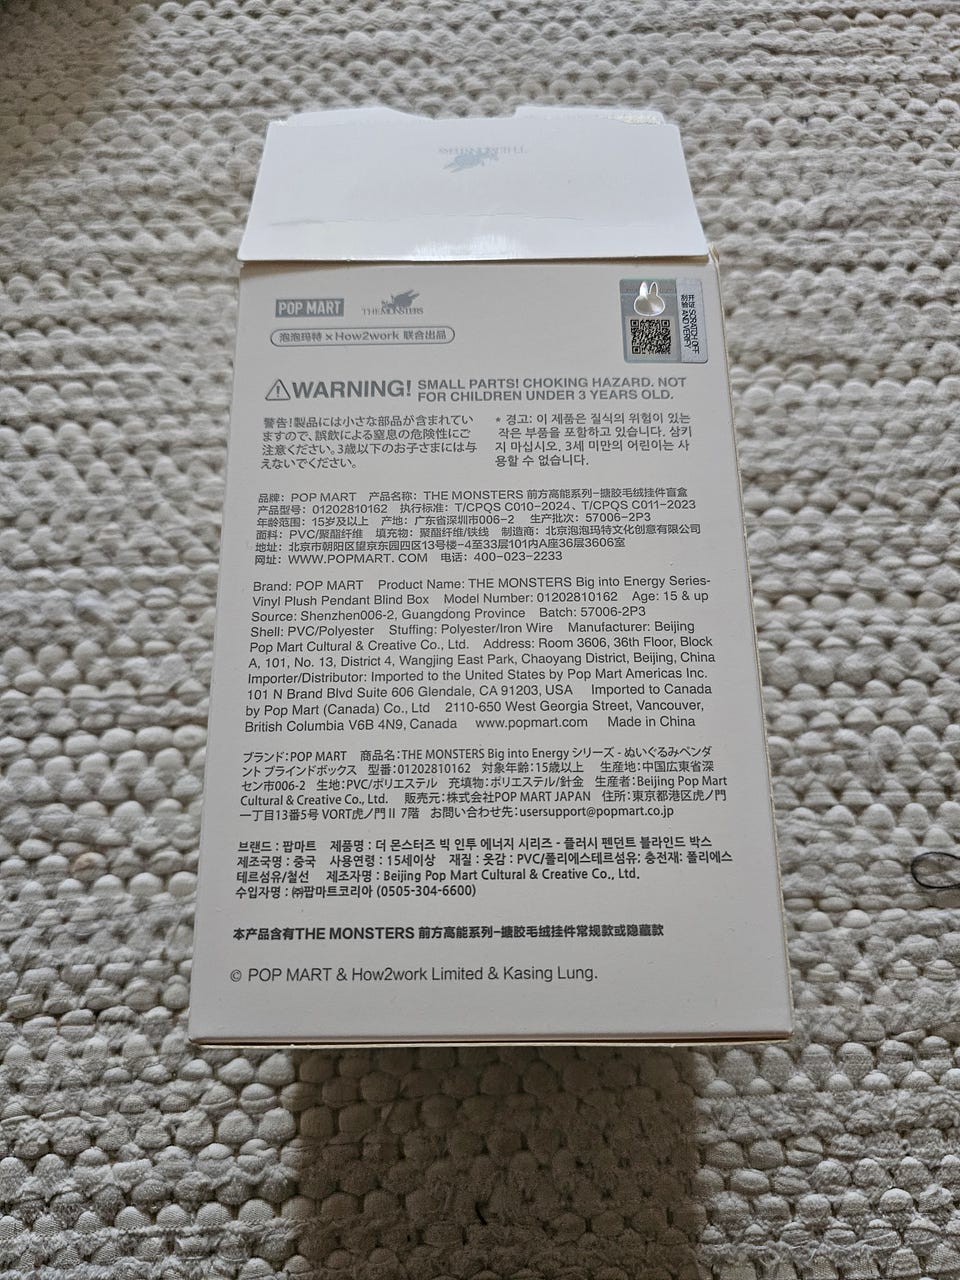 THE MONSTERS
POP MART
THE MONSTERS
泡泡玛特 × How2work 联合出品
刮开验证 SCRATCH OFF AND VERIFY
WARNING! SMALL PARTS! CHOKING HAZARD. NOT
FOR CHILDREN UNDER 3 YEARS OLD.
警告!製品には小さな部品が含まれてい
ますので、誤飲による窒息の危険性にご
注意ください。3歳以下のお子さまには与
えないでください。
* 경고: 이 제품은 질식의 위험이 있는
작은 부품을 포함하고 있습니다. 삼키
지 마십시오. 3세 미만의 어린이는 사
용할 수 없습니다.
品牌：POP MART 产品名称：THE MONSTERS 前方高能系列-搪胶毛绒挂件盲盒
产品型号：01202810162 执行标准：T/CPQS C010-2024、T/CPQS C011-2023
年龄范围：15岁及以上 产地：广东省深圳市006-2 生产批次：57006-2P3
面料：PVC/聚酯纤维 填充物：聚酯纤维/铁线 制造商：北京泡泡玛特文化创意有限公司
地址：北京市朝阳区望京东园四区13号楼-4至33层101内A座36层3606室
网址：WWW.POPMART. COM 电话：400-023-2233
Brand: POP MART Product Name: THE MONSTERS Big into Energy Series-
Vinyl Plush Pendant Blind Box Model Number: 01202810162 Age: 15 & up
Source: Shenzhen006-2, Guangdong Province Batch: 57006-2P3
Shell: PVC/Polyester Stuffing: Polyester/Iron Wire Manufacturer: Beijing
Pop Mart Cultural & Creative Co., Ltd. Address: Room 3606, 36th Floor, Block
A, 101, No. 13, District 4, Wangjing East Park, Chaoyang District, Beijing, China
Importer/Distributor: Imported to the United States by Pop Mart Americas Inc.
101 N Brand Blvd Suite 606 Glendale, CA 91203, USA Imported to Canada
by Pop Mart (Canada) Co., Ltd 2110-650 West Georgia Street, Vancouver,
British Columbia V6B 4N9, Canada www.popmart.com Made in China
ブランド：POP MART 商品名：THE MONSTERS Big into Energy シリーズ - ぬいぐるみペンダ
ント ブラインドボックス 型番：01202810162 対象年齢：15歳以上 生産地：中国広東省深
セン市006-2 生地：PVC/ポリエステル 充填物：ポリエステル/針金 生産者：Beijing Pop Mart
Cultural & Creative Co., Ltd. 販売元：株式会社POP MART JAPAN 住所：東京都港区虎ノ門
一丁目13番5号 VORT虎ノ門Ⅱ 7階 お問い合わせ先：usersupport@popmart.co.jp
브랜드 : 팝마트 제품명 : 더 몬스터즈 빅 인투 에너지 시리즈 - 플러시 펜던트 블라인드 박스
제조국명 : 중국 사용연령 : 15세이상 재질 : 옷감 : PVC/폴리에스테르섬유; 충전재: 폴리에스
테르섬유/철선 제조자명 : Beijing Pop Mart Cultural & Creative Co., Ltd.
수입자명 : ㈜팝마트코리아 (0505-304-6600)
本产品含有THE MONSTERS 前方高能系列-搪胶毛绒挂件常规款或隐藏款
© POP MART & How2work Limited & Kasing Lung.